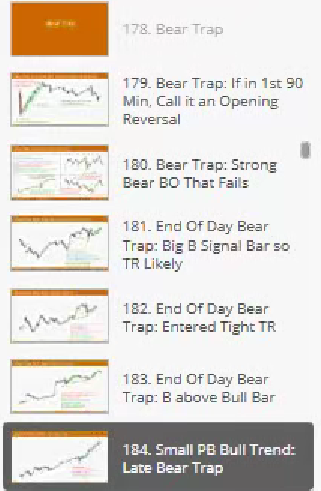 178. Bear Trap
179. Bear Trap: If in 1st 90
Min, Call it an Opening
Reversal
180. Bear Trap: Strong
Bear BO That Fails
181. End Of Day Bear
Trap: Big B Signal Bar so
TR Likely
182. End Of Day Bear
Trap: Entered Tight TR
183. End Of Day Bear
Trap: B above Bull Bar
184. Small PB Bull Trend:
Late Bear Trap